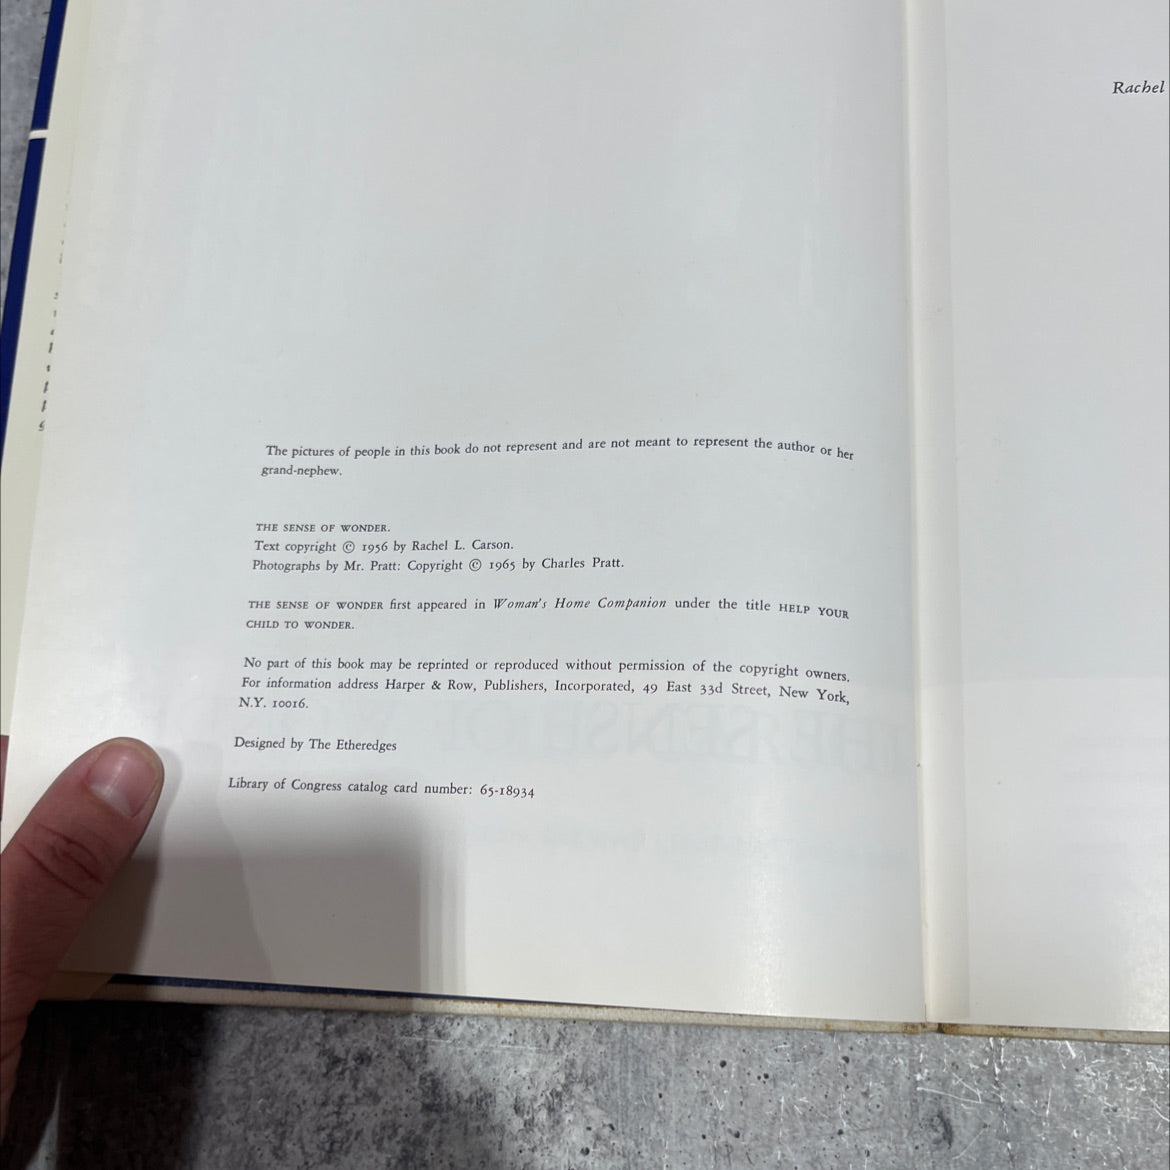 The pictures of people in this book do not represent and are not meant to represent the author or her
grand-nephew.
THE SENSE OF WONDER.
Text copyright © 1956 by Rachel L. Carson.
Photographs by Mr. Pratt: Copyright © 1965 by Charles Pratt.
THE SENSE OF WONDER first appeared in Woman's Home Companion under the title HELP YOUR
CHILD TO WONDER.
No part of this book may be reprinted or reproduced without permission of the copyright owners.
For information address Harper & Row, Publishers, Incorporated, 49 East 33d Street, New York,
N.Y. 10016.
Designed by The Etheredges
Library of Congress catalog card number: 65-18934
Rachel